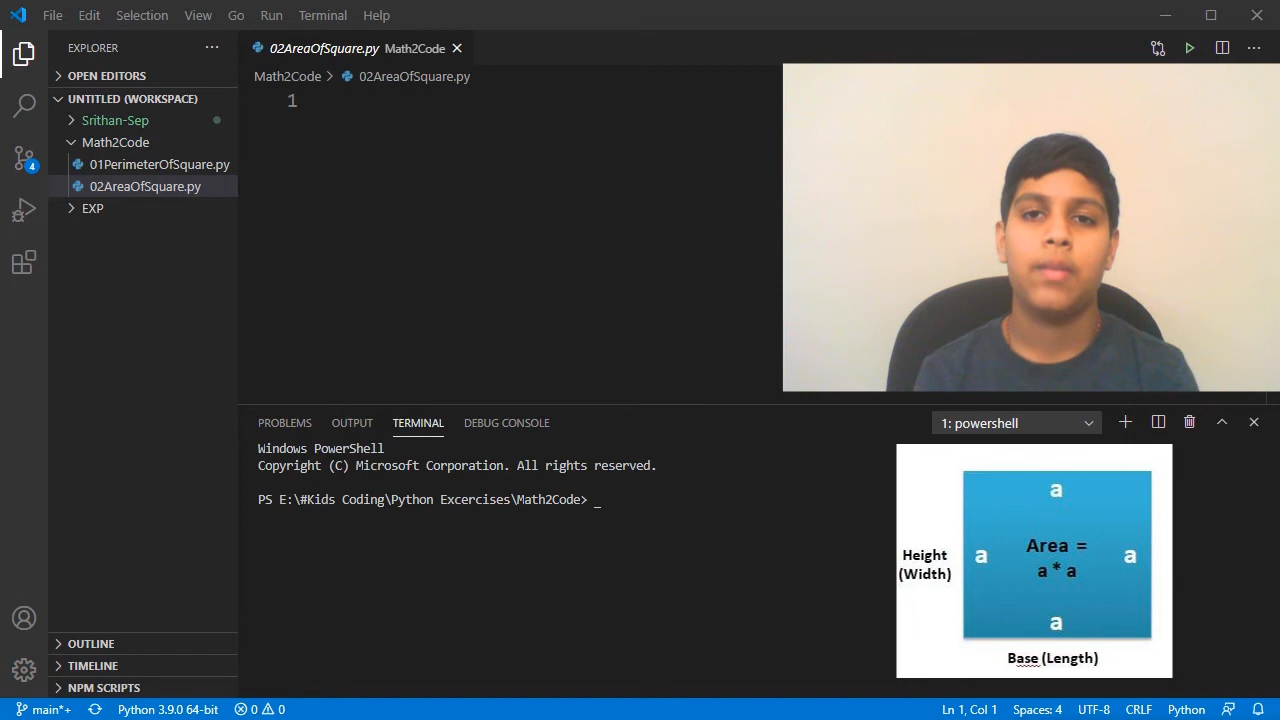 File Edit Selection View Go Run Terminal Help
EXPLORER
OPEN EDITORS
UNTITLED (WORKSPACE)
Srithan-Sep
Math2Code
01PerimeterOfSquare.py
02AreaOfSquare.py
EXP
4
OUTLINE
TIMELINE
NPM SCRIPTS
02AreaOfSquare.py Math2Code
Math2Code > 02AreaOfSquare.py
1
PROBLEMS OUTPUT TERMINAL DEBUG CONSOLE
1: powershell
Windows PowerShell
Copyright (C) Microsoft Corporation. All rights reserved.
PS E:\#Kids Coding\Python Excercises\Math2Code> _
a
Area =
a * a
Height
(Width)
a
a
a
Base (Length)
main*+ Python 3.9.0 64-bit 0 0 Ln 1, Col 1 Spaces: 4 UTF-8 CRLF Python